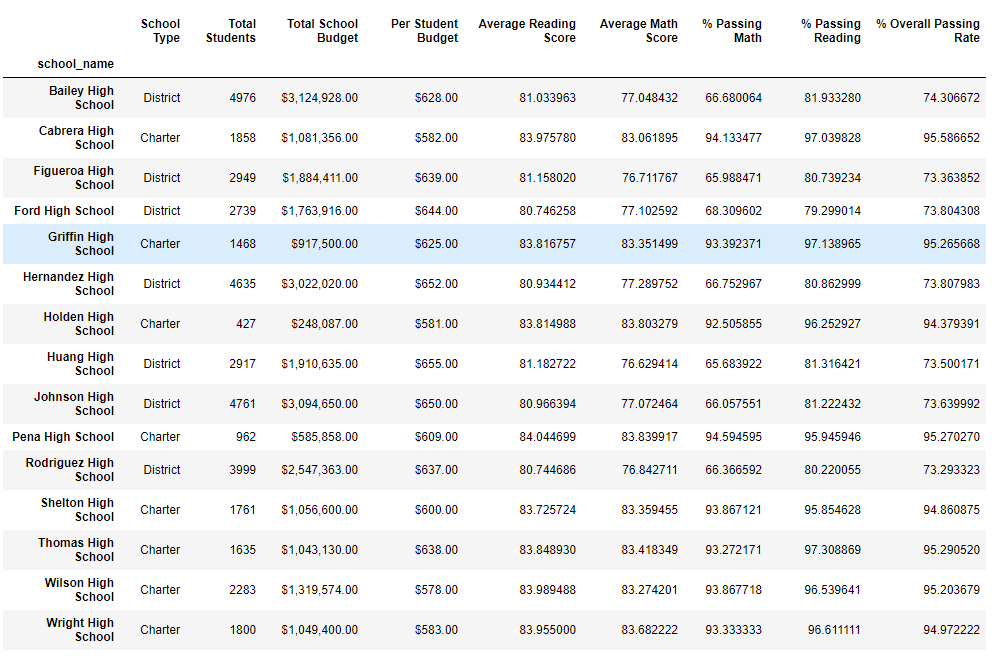 School Type Total Students Total School Budget Per Student Budget Average Reading Score Average Math Score % Passing Math % Passing Reading % Overall Passing Rate
school_name
Bailey High School District 4976 $3,124,928.00 $628.00 81.033963 77.048432 66.680064 81.933280 74.306672
Cabrera High School Charter 1858 $1,081,356.00 $582.00 83.975780 83.061895 94.133477 97.039828 95.586652
Figueroa High School District 2949 $1,884,411.00 $639.00 81.158020 76.711767 65.988471 80.739234 73.363852
Ford High School District 2739 $1,763,916.00 $644.00 80.746258 77.102592 68.309602 79.299014 73.804308
Griffin High School Charter 1468 $917,500.00 $625.00 83.816757 83.351499 93.392371 97.138965 95.265668
Hernandez High School District 4635 $3,022,020.00 $652.00 80.934412 77.289752 66.752967 80.862999 73.807983
Holden High School Charter 427 $248,087.00 $581.00 83.814988 83.803279 92.505855 96.252927 94.379391
Huang High School District 2917 $1,910,635.00 $655.00 81.182722 76.629414 65.683922 81.316421 73.500171
Johnson High School District 4761 $3,094,650.00 $650.00 80.966394 77.072464 66.057551 81.222432 73.639992
Pena High School Charter 962 $585,858.00 $609.00 84.044699 83.839917 94.594595 95.945946 95.270270
Rodriguez High School District 3999 $2,547,363.00 $637.00 80.744686 76.842711 66.366592 80.220055 73.293323
Shelton High School Charter 1761 $1,056,600.00 $600.00 83.725724 83.359455 93.867121 95.854628 94.860875
Thomas High School Charter 1635 $1,043,130.00 $638.00 83.848930 83.418349 93.272171 97.308869 95.290520
Wilson High School Charter 2283 $1,319,574.00 $578.00 83.989488 83.274201 93.867718 96.539641 95.203679
Wright High School Charter 1800 $1,049,400.00 $583.00 83.955000 83.682222 93.333333 96.611111 94.972222